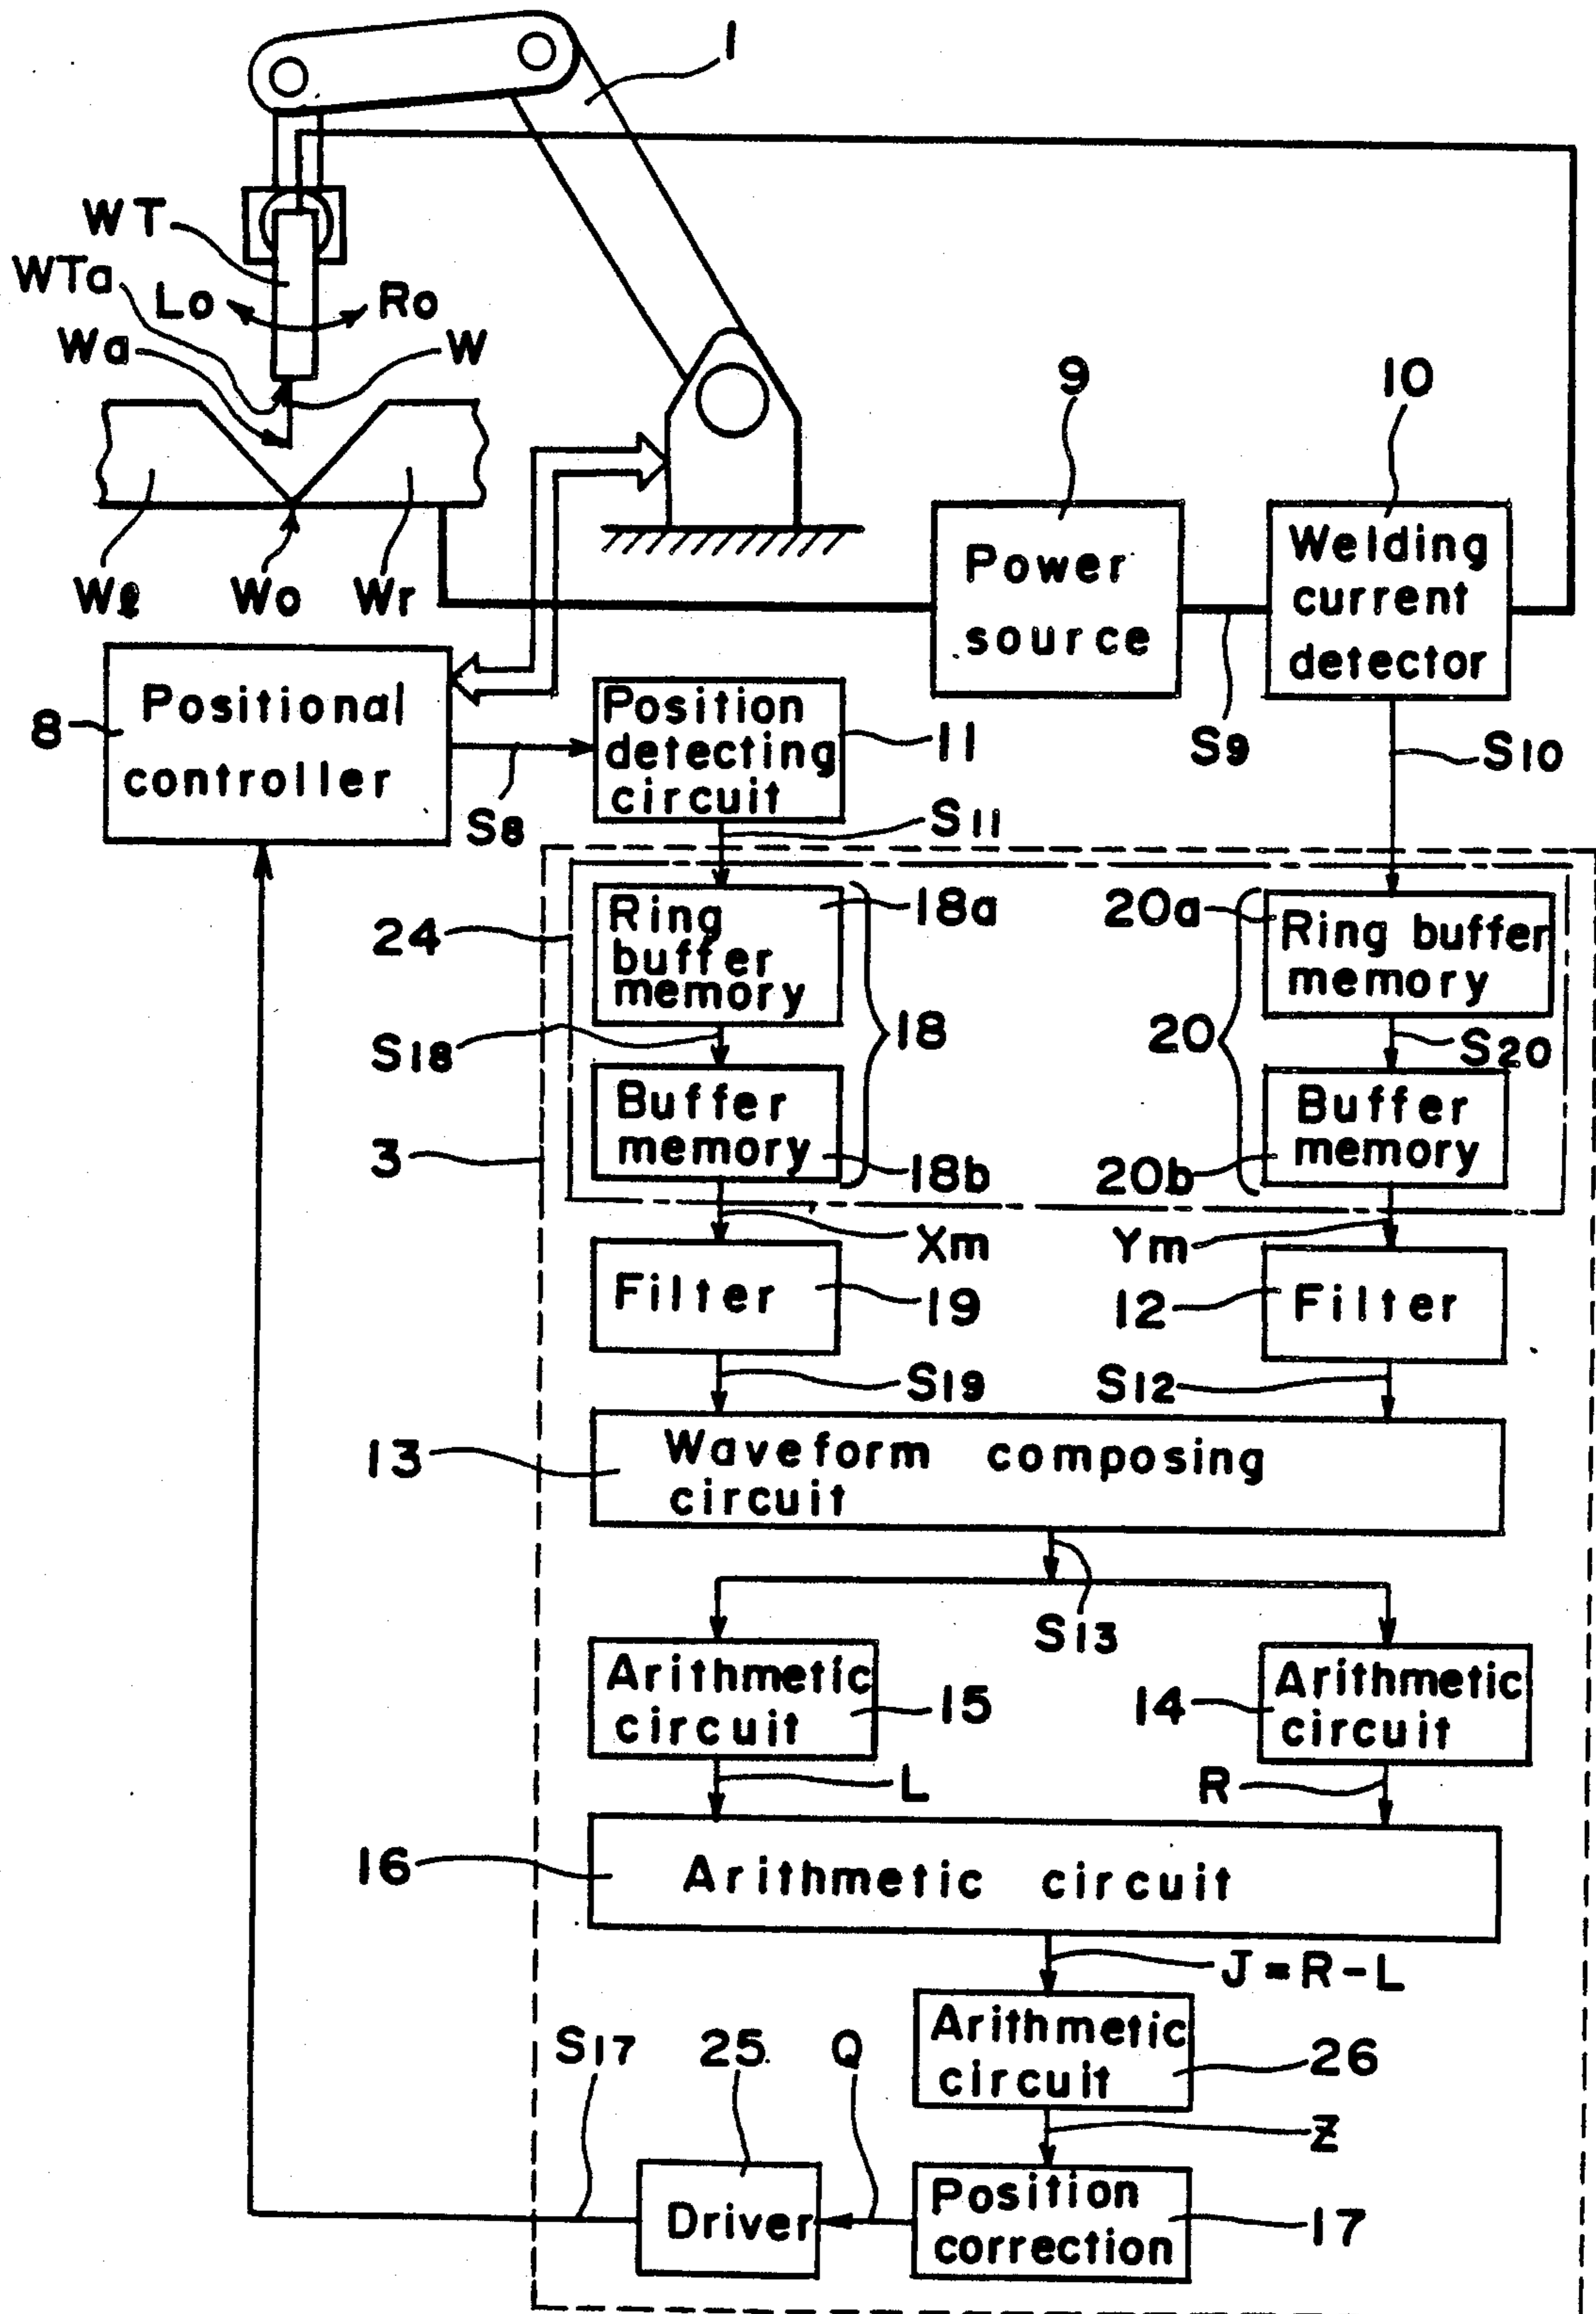 1
WT
WTa
Lo
Ro
Wa
W
9
10
Wℓ
Wo
Wr
Power
source
Welding
current
detector
8
Positional
controller
Position
detecting
circuit
11
S9
S10
S8
S11
24
Ring
buffer
memory
18a
20a
Ring buffer
memory
18
20
S18
S20
3
Buffer
memory
18b
20b
Buffer
memory
Xm
Ym
Filter
19
12
Filter
S19
S12
13
Waveform composing
circuit
S13
Arithmetic
circuit
15
14
Arithmetic
circuit
L
R
16
Arithmetic circuit
J=R-L
S17
25
Q
Arithmetic
circuit
26
Z
Driver
Position
correction
17